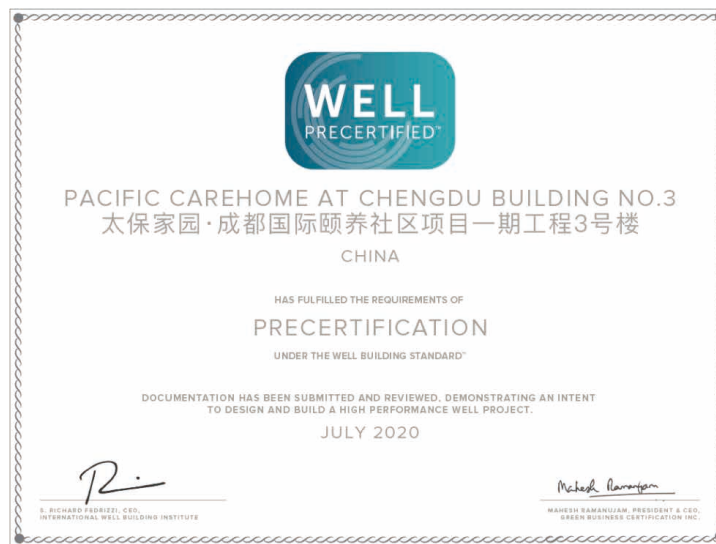 WELL
PRECERTIFIED™
PACIFIC CAREHOME AT CHENGDU BUILDING NO.3
太保家园·成都国际颐养社区项目一期工程3号楼
CHINA
HAS FULFILLED THE REQUIREMENTS OF
PRECERTIFICATION
UNDER THE WELL BUILDING STANDARD™
DOCUMENTATION HAS BEEN SUBMITTED AND REVIEWED, DEMONSTRATING AN INTENT
TO DESIGN AND BUILD A HIGH PERFORMANCE WELL PROJECT.
JULY 2020
Mahesh Ramanujam
S. RICHARD FEDRIZZI, CEO,
INTERNATIONAL WELL BUILDING INSTITUTE
MAHESH RAMANUJAM, PRESIDENT & CEO,
GREEN BUSINESS CERTIFICATION INC.